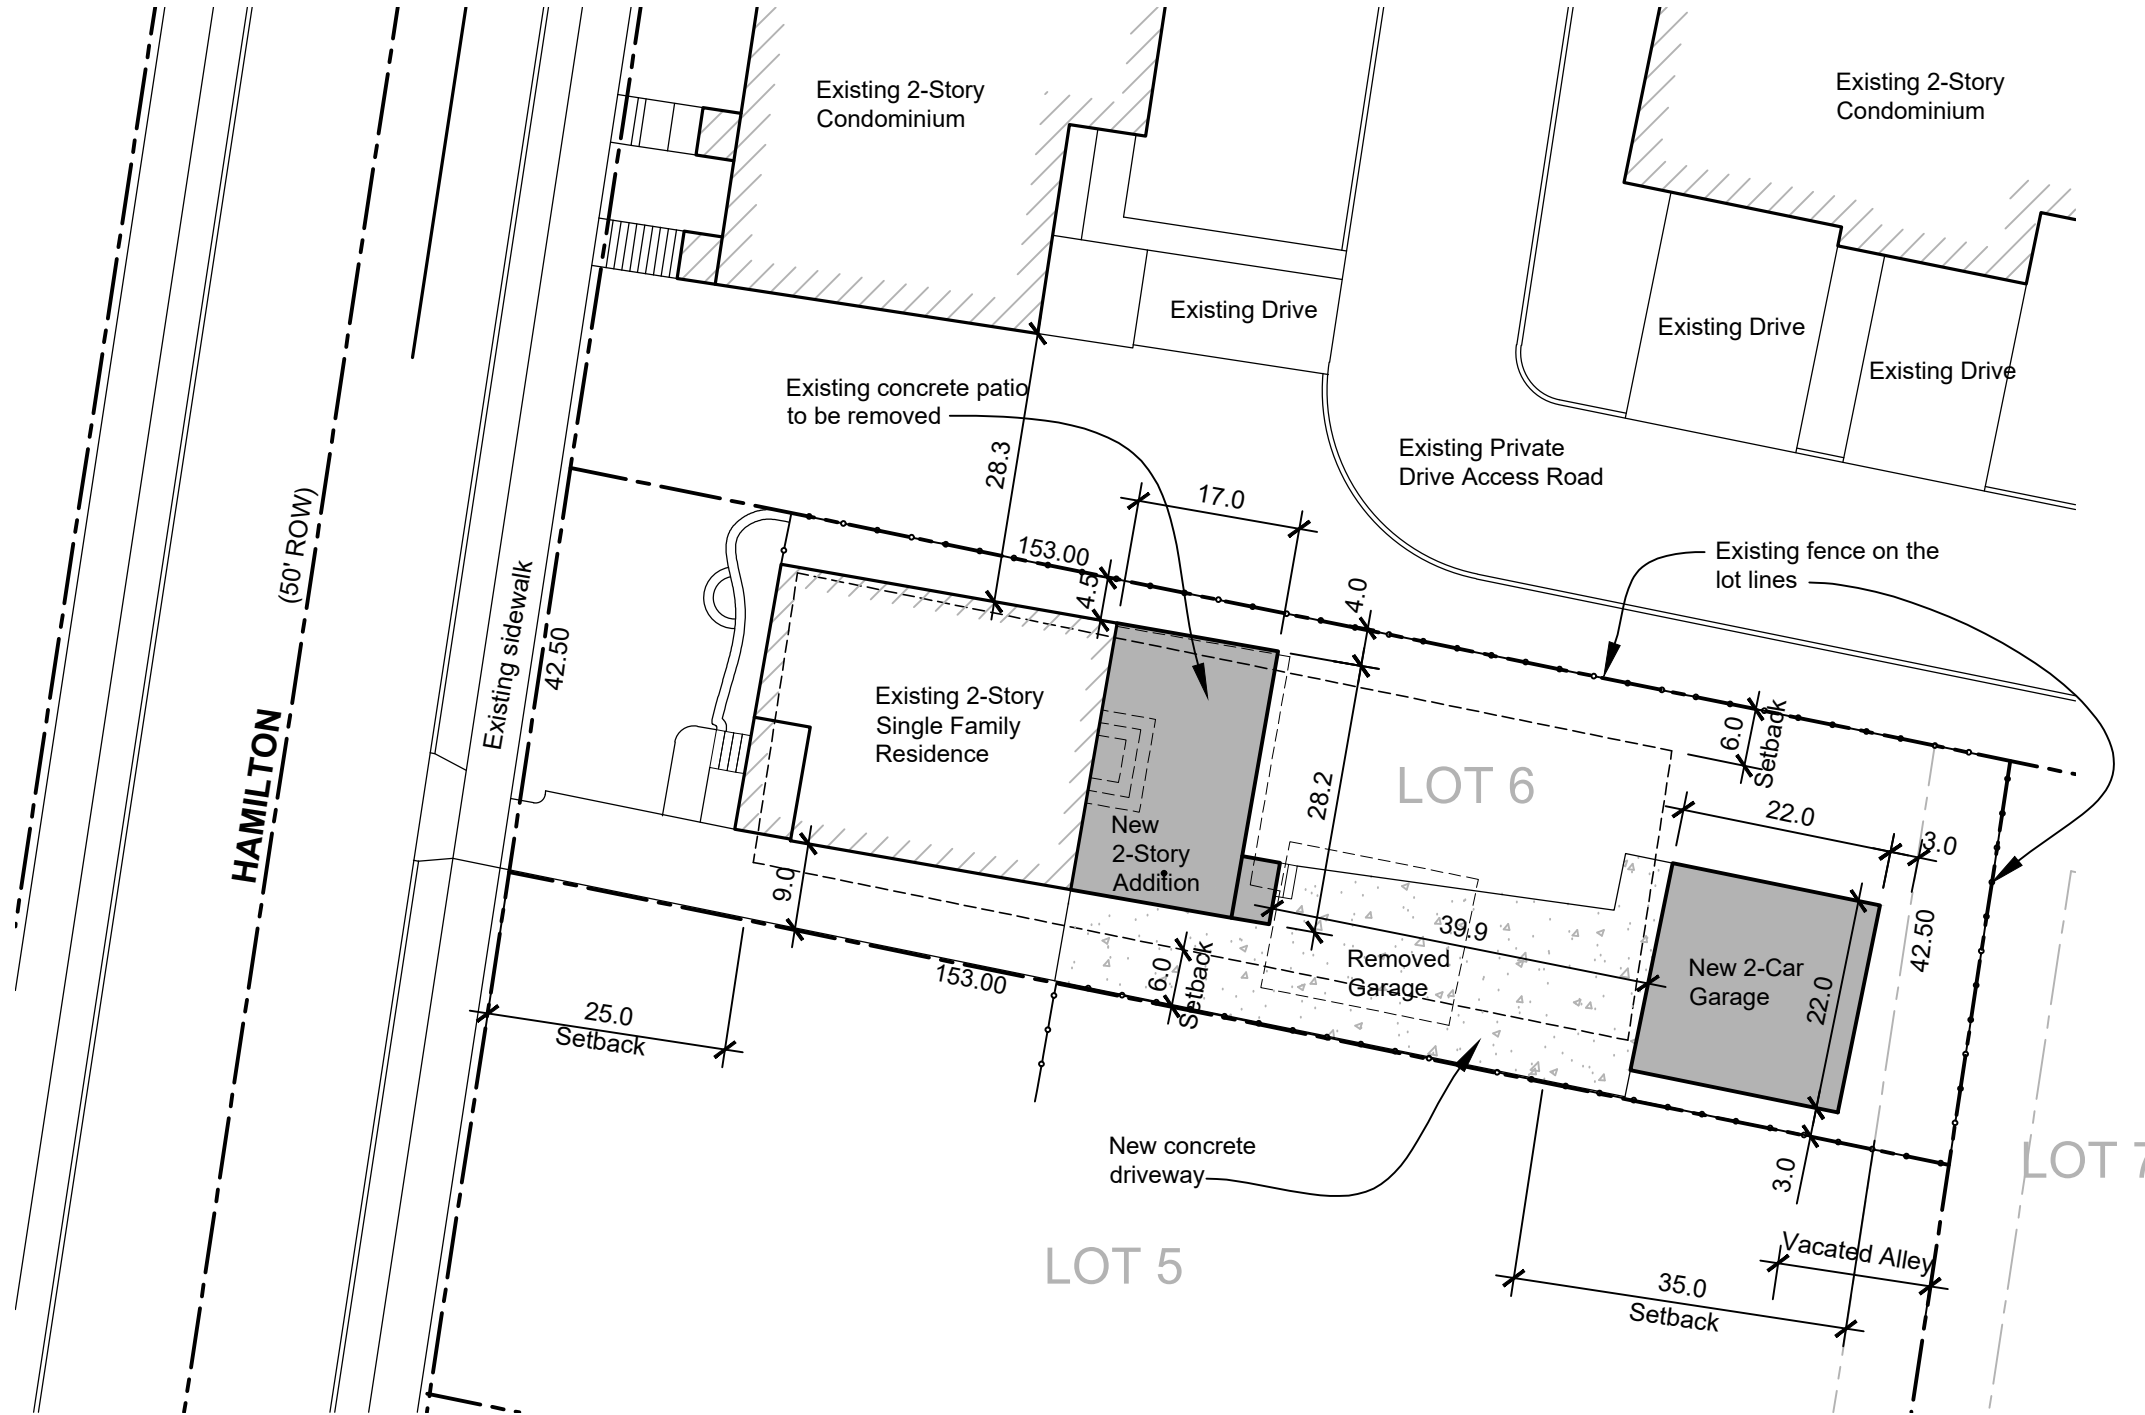 Existing 2-Story
Condominium
Existing 2-Story
Condominium
Existing Drive
Existing Drive
Existing Drive
Existing concrete patio
to be removed
28.3
Existing Private
Drive Access Road
17.0
(50' ROW)
153.00
4.5
4.0
Existing fence on the
lot lines
Existing sidewalk
42.50
HAMILTON
Existing 2-Story
Single Family
Residence
6.0
Setback
28.2
LOT 6
22.0
3.0
New
2-Story
Addition
9.0
39.9
42.50
Removed
Garage
New 2-Car
Garage
22.0
6.0
Setback
153.00
25.0
Setback
New concrete
driveway
3.0
LOT 7
LOT 5
Vacated Alley
35.0
Setback